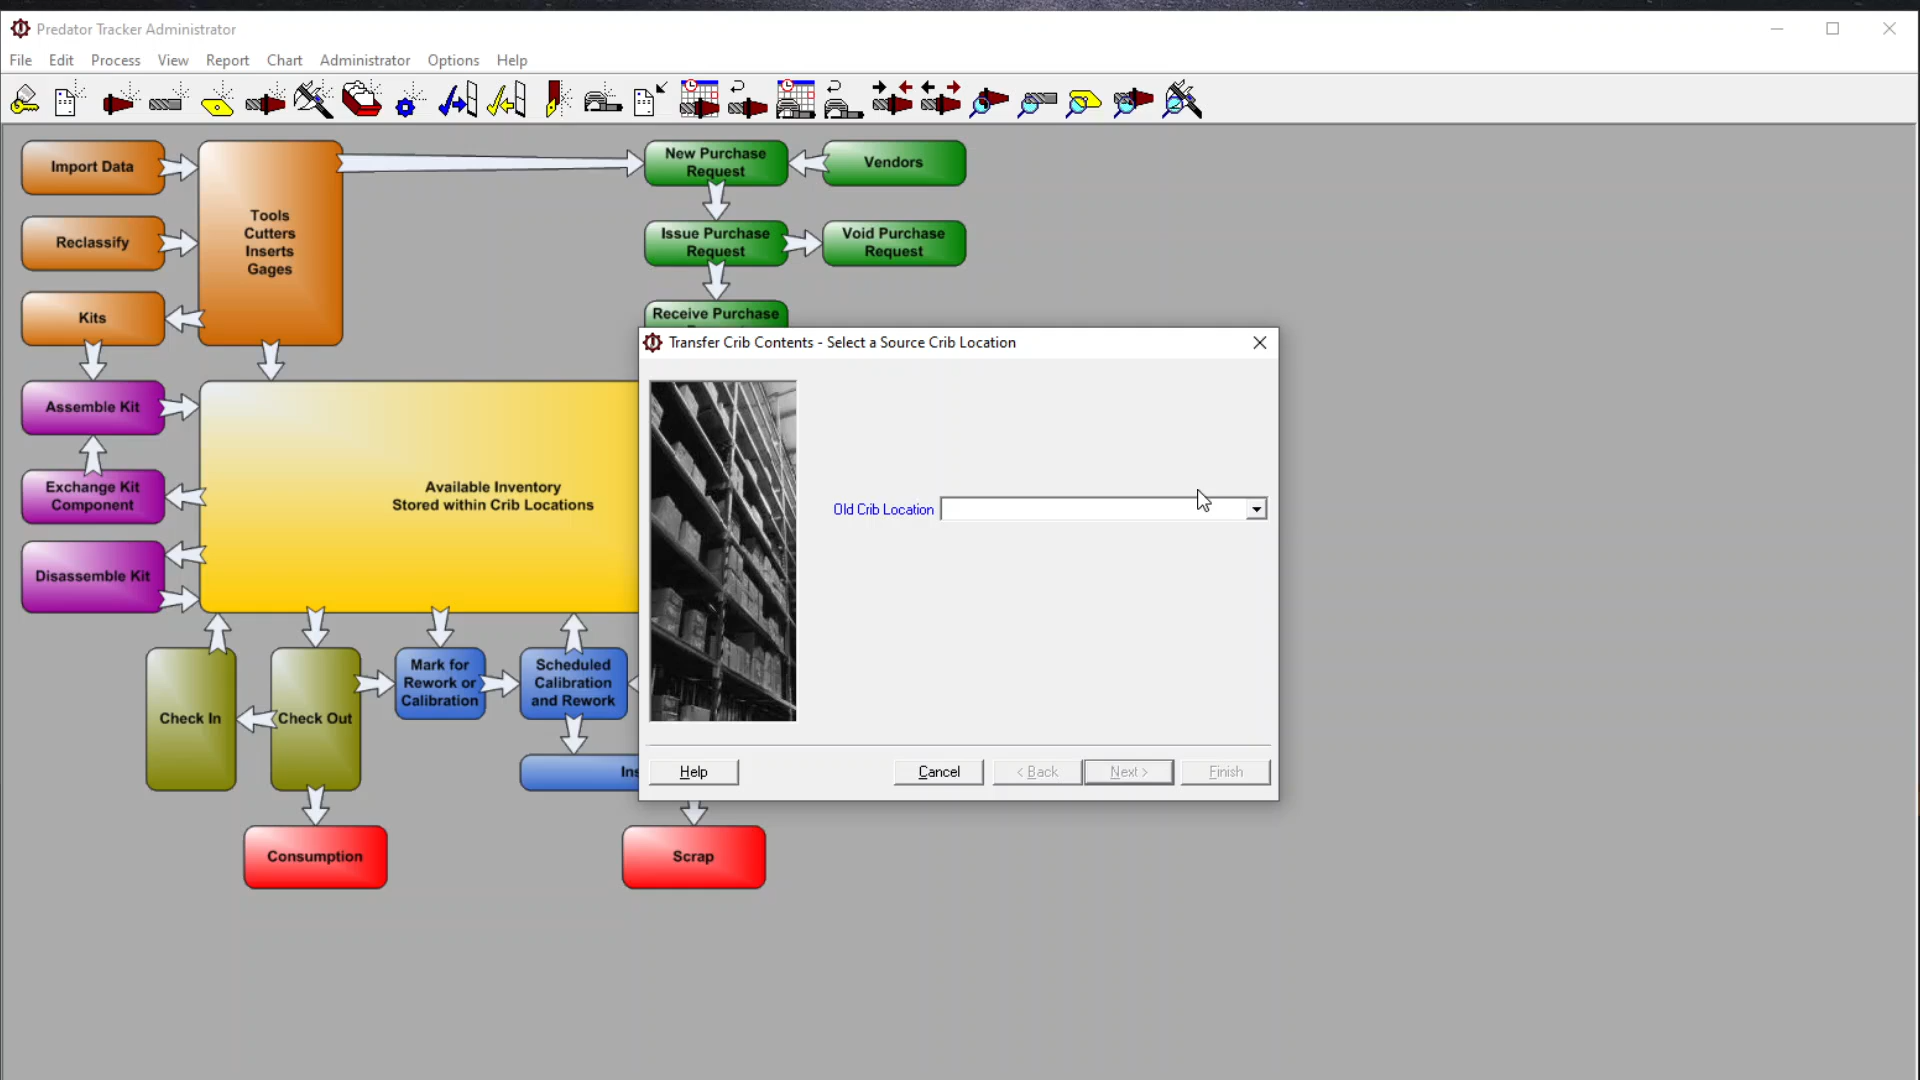 Predator Tracker Administrator
File Edit Process View Report Chart Administrator Options Help
Import Data
Tools
Cutters
Inserts
Gages
New Purchase
Request
Vendors
Reclassify
Issue Purchase
Request
Void Purchase
Request
Kits
Receive Purchase
Transfer Crib Contents - Select a Source Crib Location
Assemble Kit
Exchange Kit
Component
Available Inventory
Stored within Crib Locations
Old Crib Location
Disassemble Kit
Check In
Check Out
Mark for
Rework or
Calibration
Scheduled
Calibration
and Rework
Ins
Help Cancel < Back Next > Finish
Consumption
Scrap